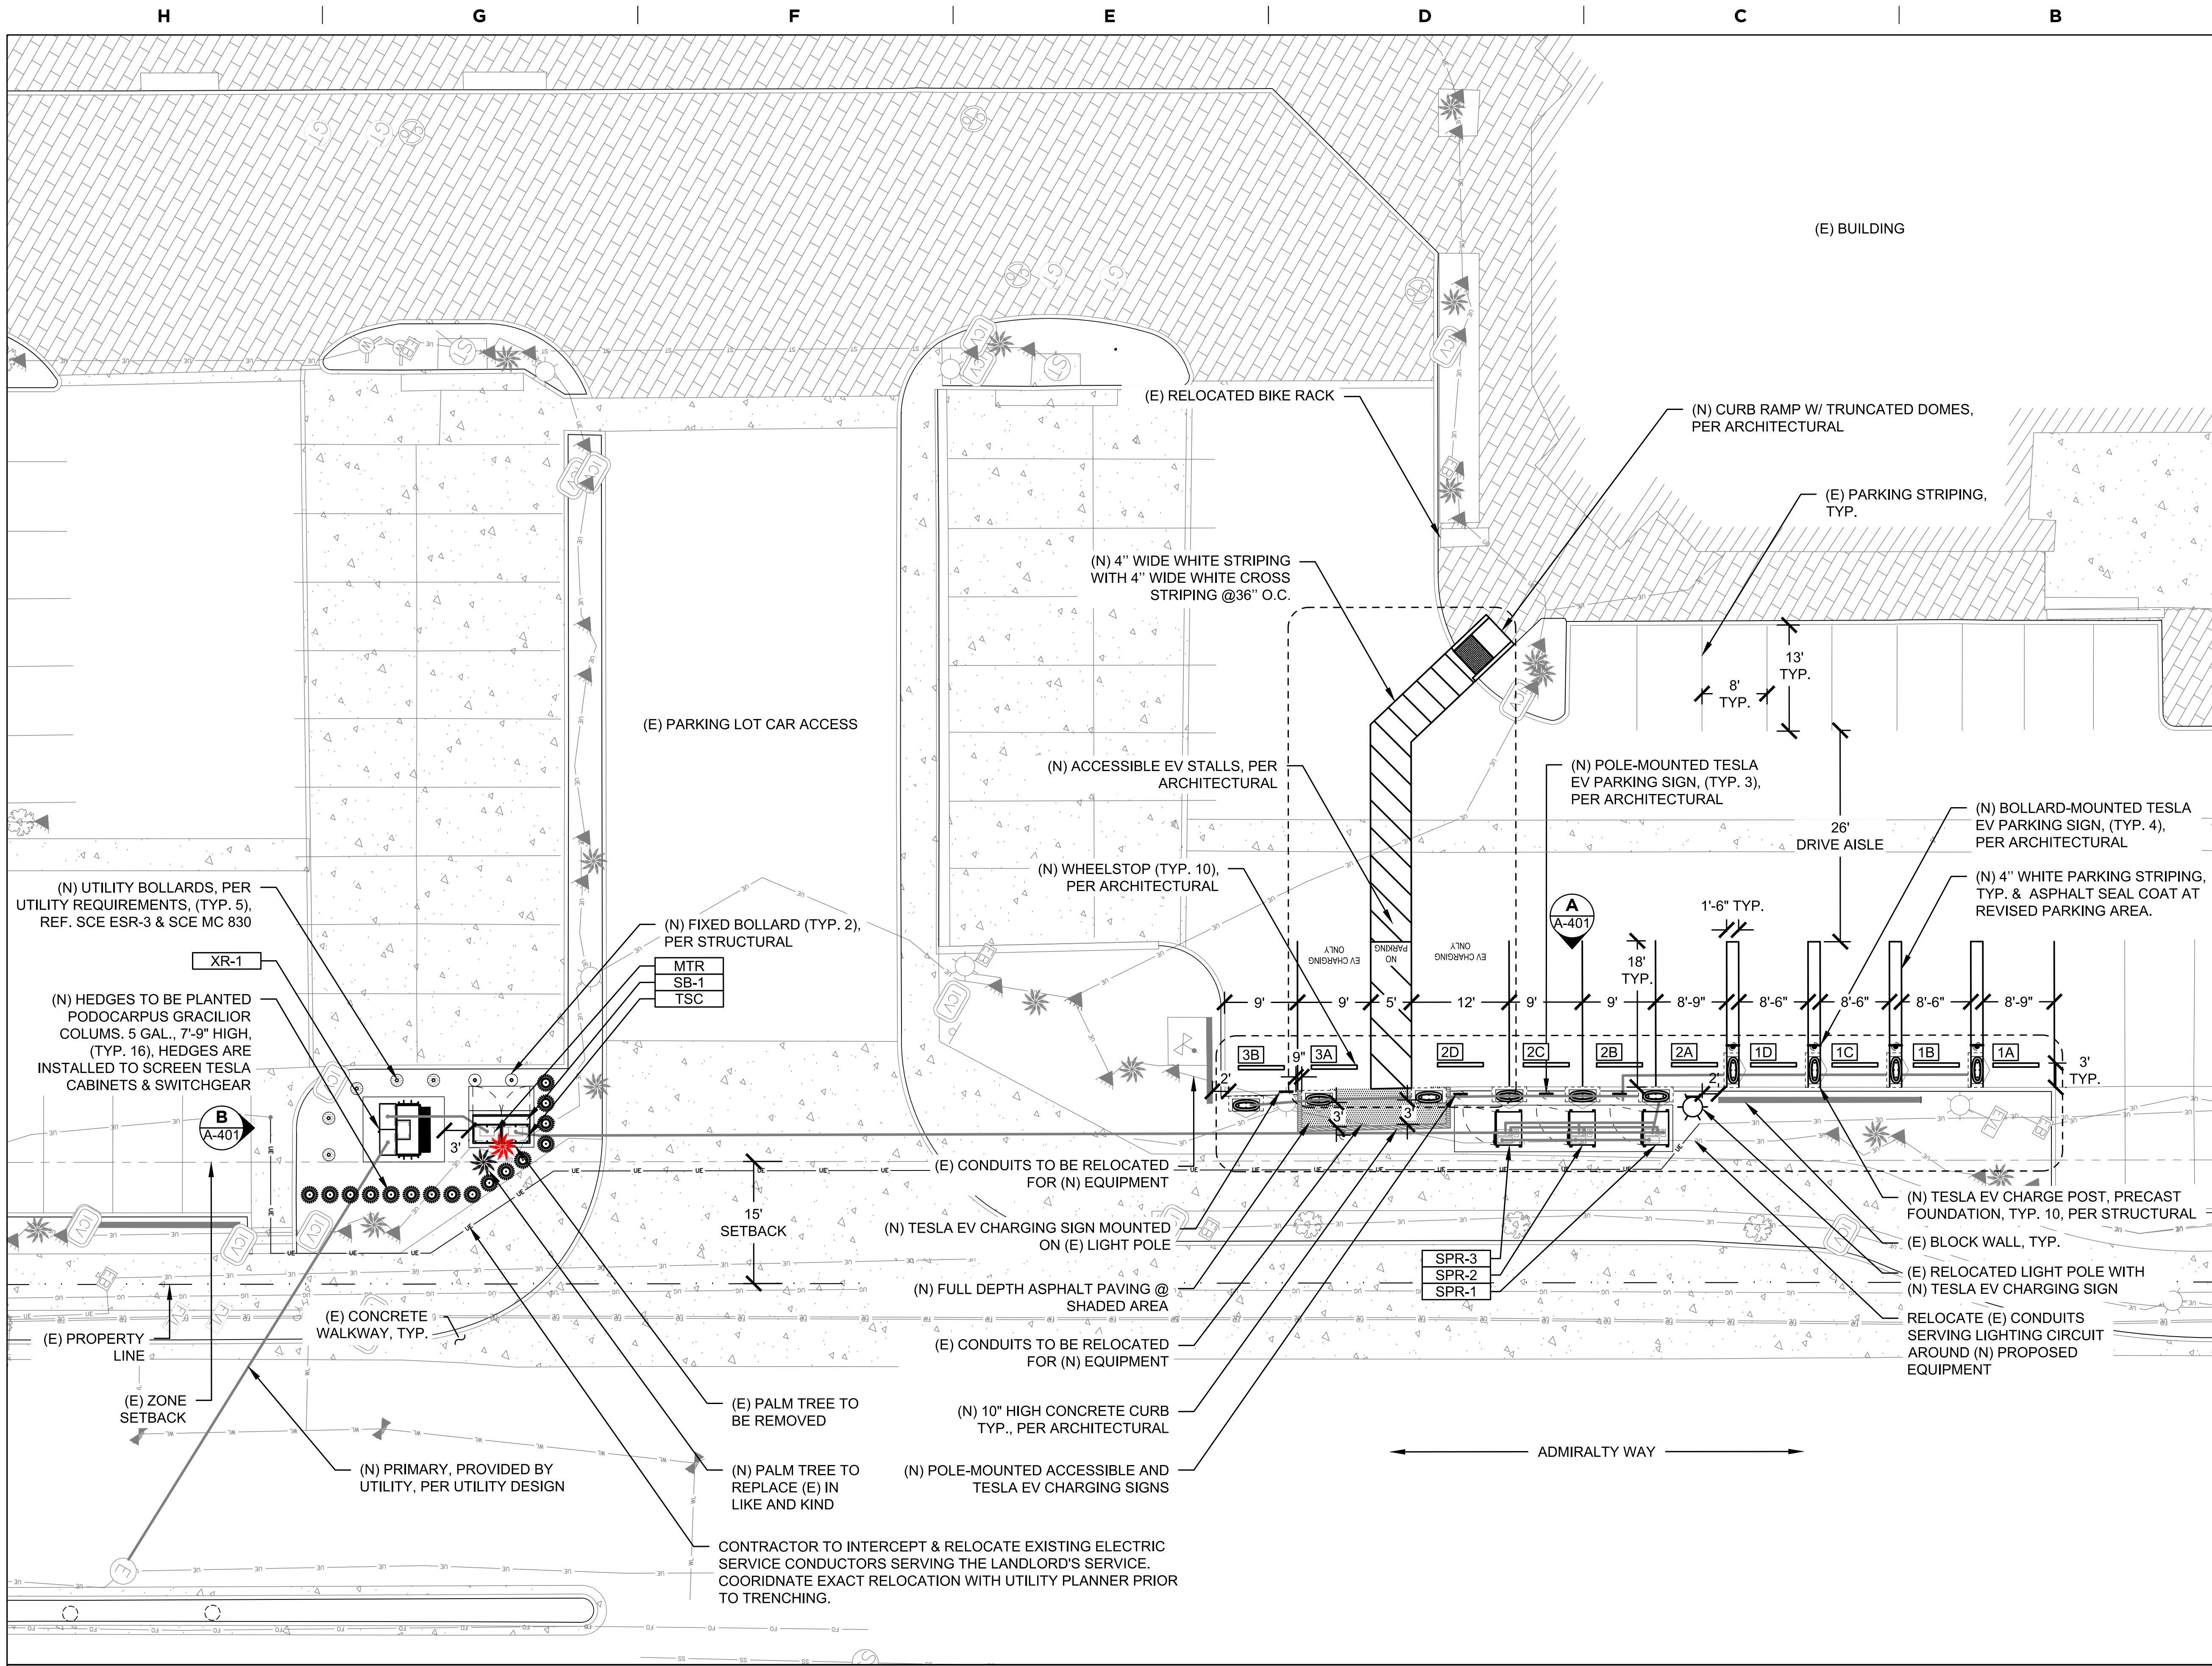 H G F E D C B
(E) BUILDING
(E) RELOCATED BIKE RACK
(N) CURB RAMP W/ TRUNCATED DOMES,
PER ARCHITECTURAL
(E) PARKING STRIPING,
TYP.
(N) 4'' WIDE WHITE STRIPING
WITH 4'' WIDE WHITE CROSS
STRIPING @36'' O.C.
13'
TYP.
8'
TYP.
(E) PARKING LOT CAR ACCESS
(N) ACCESSIBLE EV STALLS, PER
ARCHITECTURAL
(N) POLE-MOUNTED TESLA
EV PARKING SIGN, (TYP. 3),
PER ARCHITECTURAL
26'
DRIVE AISLE
(N) BOLLARD-MOUNTED TESLA
EV PARKING SIGN, (TYP. 4),
PER ARCHITECTURAL
(N) WHEELSTOP (TYP. 10),
PER ARCHITECTURAL
(N) 4'' WHITE PARKING STRIPING,
TYP. & ASPHALT SEAL COAT AT
REVISED PARKING AREA.
(N) UTILITY BOLLARDS, PER
UTILITY REQUIREMENTS, (TYP. 5),
REF. SCE ESR-3 & SCE MC 830
(N) FIXED BOLLARD (TYP. 2),
PER STRUCTURAL
A
A-401
1'-6" TYP.
XR-1
MTR
SB-1
TSC
EV CHARGING
ONLY
NO
PARKING
EV CHARGING
ONLY
18'
TYP.
(N) HEDGES TO BE PLANTED
PODOCARPUS GRACILIOR
COLUMS. 5 GAL., 7'-9" HIGH,
(TYP. 16), HEDGES ARE
INSTALLED TO SCREEN TESLA
CABINETS & SWITCHGEAR
9' 9' 5' 12' 9' 9' 8'-9" 8'-6" 8'-6" 8'-6" 8'-9"
3B 9" 3A 2D 2C 2B 2A 1D 1C 1B 1A
3'
TYP.
2' 2'
3' 3'
B
A-401
3'
15'
SETBACK
(E) CONDUITS TO BE RELOCATED
FOR (N) EQUIPMENT
(N) TESLA EV CHARGING SIGN MOUNTED
ON (E) LIGHT POLE
(N) TESLA EV CHARGE POST, PRECAST
FOUNDATION, TYP. 10, PER STRUCTURAL
(E) BLOCK WALL, TYP.
SPR-3
SPR-2
SPR-1
(E) RELOCATED LIGHT POLE WITH
(N) TESLA EV CHARGING SIGN
(N) FULL DEPTH ASPHALT PAVING @
SHADED AREA
RELOCATE (E) CONDUITS
SERVING LIGHTING CIRCUIT
AROUND (N) PROPOSED
EQUIPMENT
(E) CONCRETE
WALKWAY, TYP.
(E) PROPERTY
LINE
(E) CONDUITS TO BE RELOCATED
FOR (N) EQUIPMENT
(E) ZONE
SETBACK
(E) PALM TREE TO
BE REMOVED
(N) 10" HIGH CONCRETE CURB
TYP., PER ARCHITECTURAL
ADMIRALTY WAY
(N) PRIMARY, PROVIDED BY
UTILITY, PER UTILITY DESIGN
(N) PALM TREE TO
REPLACE (E) IN
LIKE AND KIND
(N) POLE-MOUNTED ACCESSIBLE AND
TESLA EV CHARGING SIGNS
CONTRACTOR TO INTERCEPT & RELOCATE EXISTING ELECTRIC
SERVICE CONDUCTORS SERVING THE LANDLORD'S SERVICE.
COORIDNATE EXACT RELOCATION WITH UTILITY PLANNER PRIOR
TO TRENCHING.